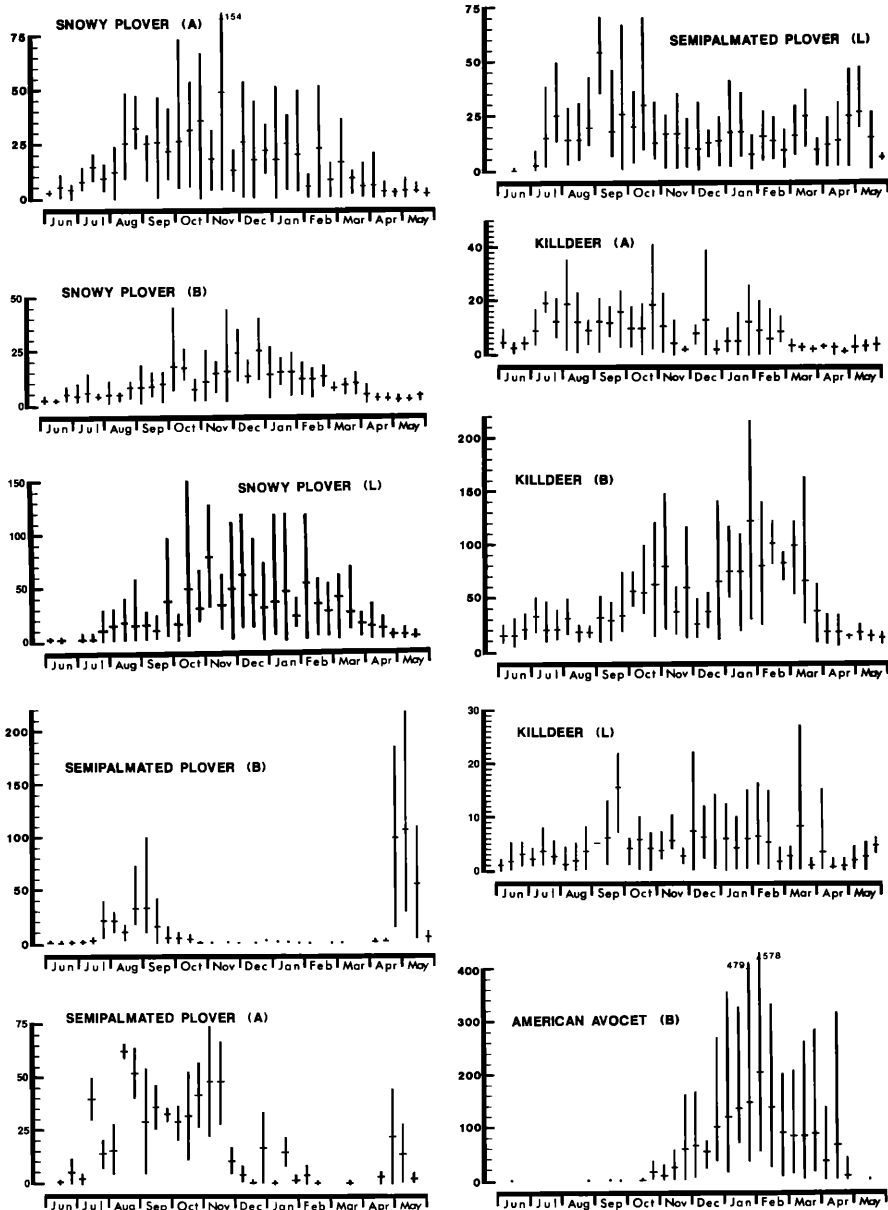 SNOWY PLOVER (A)
154
75
50
25
0
Jun Jul Aug Sep Oct Nov Dec Jan Feb Mar Apr May
SNOWY PLOVER (B)
50
25
0
Jun Jul Aug Sep Oct Nov Dec Jan Feb Mar Apr May
SNOWY PLOVER (L)
150
100
50
0
Jun Jul Aug Sep Oct Nov Dec Jan Feb Mar Apr May
SEMIPALMATED PLOVER (B)
200
150
100
50
0
Jun Jul Aug Sep Oct Nov Dec Jan Feb Mar Apr May
SEMIPALMATED PLOVER (A)
75
50
25
0
Jun Jul Aug Sep Oct Nov Dec Jan Feb Mar Apr May
SEMIPALMATED PLOVER (L)
75
50
25
0
Jun Jul Aug Sep Oct Nov Dec Jan Feb Mar Apr May
KILLDEER (A)
40
20
0
Jun Jul Aug Sep Oct Nov Dec Jan Feb Mar Apr May
KILLDEER (B)
200
150
100
50
0
Jun Jul Aug Sep Oct Nov Dec Jan Feb Mar Apr May
KILLDEER (L)
30
20
10
0
Jun Jul Aug Sep Oct Nov Dec Jan Feb Mar Apr May
AMERICAN AVOCET (B)
479 578
400
300
200
100
0
Jun Jul Aug Sep Oct Nov Dec Jan Feb Mar Apr May